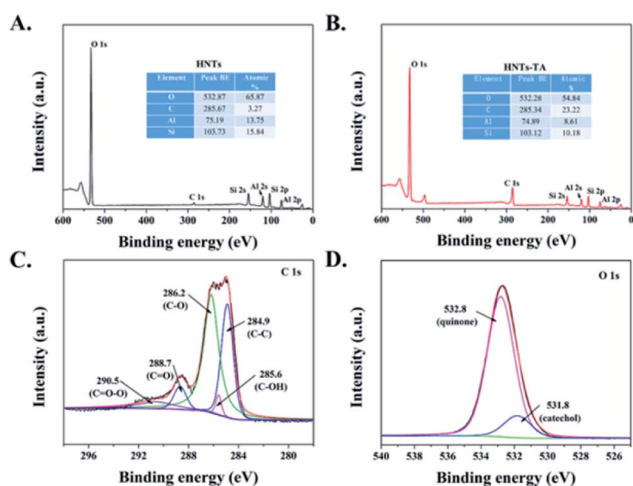 A.
O 1s
HNTs
Element Peak BE Atomic %
O 532.87 65.87
C 285.67 3.27
Al 75.19 13.75
Si 103.73 15.84
C 1s
Si 2s
Al 2s
Si 2p
Al 2p
600 500 400 300 200 100 0
Binding energy (eV)
Intensity (a.u.)
B.
O 1s
HNTs-TA
Element Peak BE Atomic %
O 532.28 54.84
C 285.34 23.22
Al 74.89 8.61
Si 103.12 10.18
C 1s
Si 2s
Al 2s
Si 2p
Al 2p
600 500 400 300 200 100 0
Binding energy (eV)
Intensity (a.u.)
C.
C 1s
286.2
(C-O)
284.9
(C-C)
288.7
(C=O)
285.6
(C-OH)
290.5
(C=O-O)
296 292 288 284 280
Binding energy (eV)
Intensity (a.u.)
D.
O 1s
532.8
(quinone)
531.8
(catechol)
540 538 536 534 532 530 528 526
Binding energy (eV)
Intensity (a.u.)